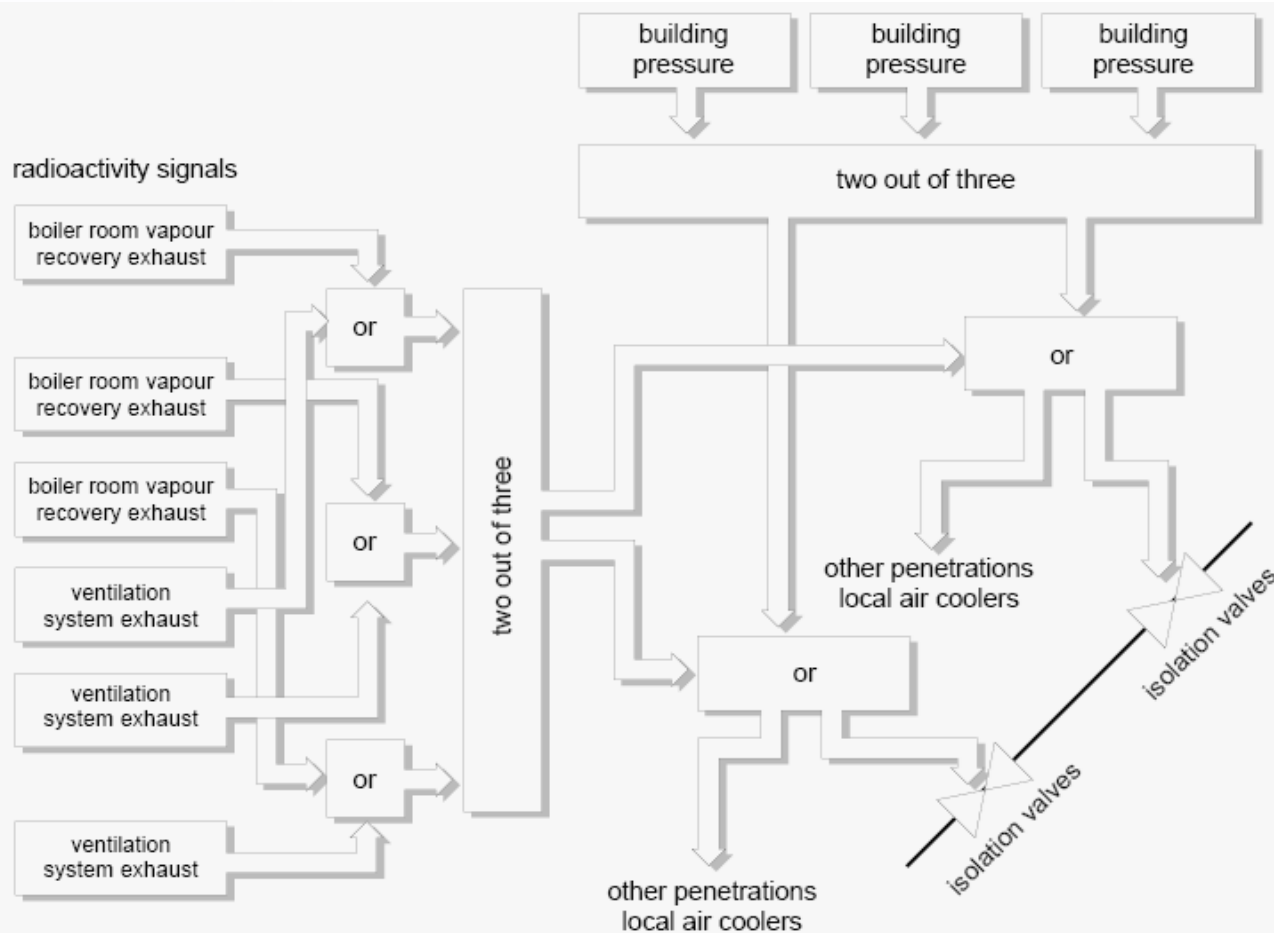 building
pressure
building
pressure
building
pressure
two out of three
radioactivity signals
boiler room vapour
recovery exhaust
or
boiler room vapour
recovery exhaust
boiler room vapour
recovery exhaust
or
ventilation
system exhaust
ventilation
system exhaust
or
ventilation
system exhaust
two out of three
or
other penetrations
local air coolers
isolation valves
or
other penetrations
local air coolers
isolation valves